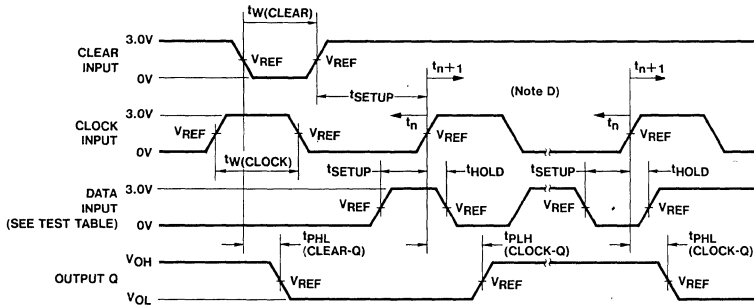 tW(CLEAR)
3.0V
CLEAR
INPUT
0V
VREF
VREF
tn+1
tn+1
tSETUP
(Note D)
3.0V
CLOCK
INPUT
0V
VREF
VREF
tn
VREF
tn
VREF
tW(CLOCK)
tSETUP
tHOLD
tSETUP
tHOLD
3.0V
DATA
INPUT
(SEE TEST TABLE)
0V
VREF
VREF
VREF
VREF
tPHL
(CLEAR-Q)
tPLH
(CLOCK-Q)
tPHL
(CLOCK-Q)
VOH
OUTPUT Q
VOL
VREF
VREF
VREF